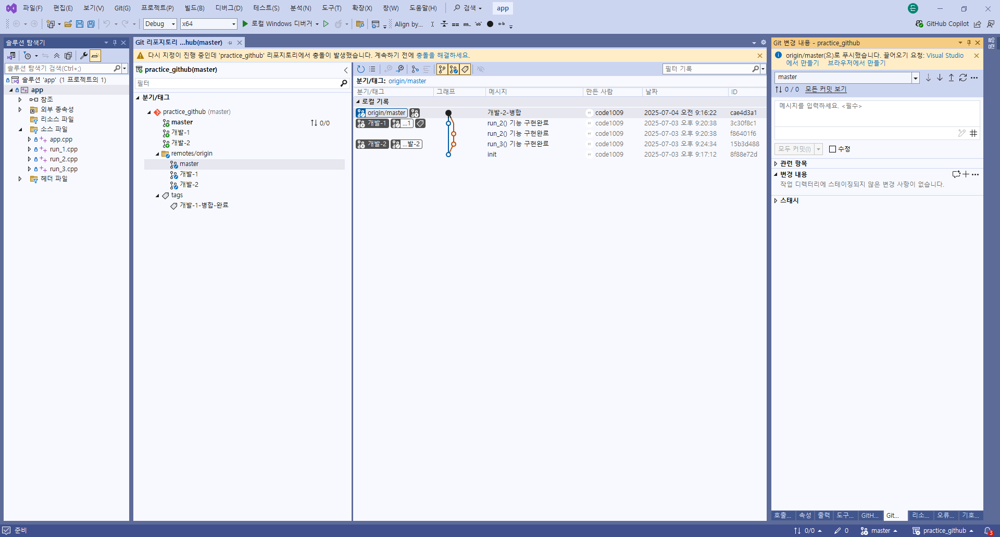 파일(F) 편집(E) 보기(V) Git(G) 프로젝트(P) 빌드(B) 디버그(D) 테스트(S) 분석(N) 도구(T) 확장(X) 창(W) 도움말(H) 검색 app
Debug x64 로컬 Windows 디버거 Align by... GitHub Copilot
솔루션 탐색기
솔루션 탐색기 검색(Ctrl+;)
솔루션 'app' (1 프로젝트의 1)
app
참조
외부 종속성
리소스 파일
소스 파일
app.cpp
run_1.cpp
run_2.cpp
run_3.cpp
헤더 파일
Git 리포지토리 ...hub(master)
다시 지정이 진행 중인데 'practice_github' 리포지토리에서 충돌이 발생했습니다. 계속하기 전에 충돌을 해결하세요.
practice_github(master)
필터
분기/태그
practice_github (master)
master 0/0
개발-1
개발-2
remotes/origin
master
개발-1
개발-2
tags
개발-1-병합-완료
필터 기록
분기/태그: origin/master
분기/태그 그래프 메시지 만든 사람 날짜 ID
로컬 기록
origin/master 개발-2-병합 code1009 2025-07-04 오전 9:16:22 cae4d3a1
개발-1 ...1 run_2() 기능 구현완료 code1009 2025-07-03 오후 9:20:38 3c30f8c1
run_2() 기능 구현완료 code1009 2025-07-03 오후 9:20:38 f86401f6
개발-2 ...발-2 run_3() 기능 구현완료 code1009 2025-07-03 오후 9:24:34 15b3d488
init code1009 2025-07-03 오후 9:17:12 8f88e72d
Git 변경 내용 - practice_github
origin/master(으)로 푸시했습니다. 끌어오기 요청: Visual Studio
에서 만들기 브라우저에서 만들기
master
0 / 0 모든 커밋 보기
메시지를 입력하세요. <필수>
모두 커밋(I) 수정
관련 항목
변경 내용
작업 디렉터리에 스테이징되지 않은 변경 사항이 없습니다.
스태시
호출... 속성 출력 도구... GitH... Git... 리소... 오류... 기호...
알림
준비 0/0 0 master practice_github 3